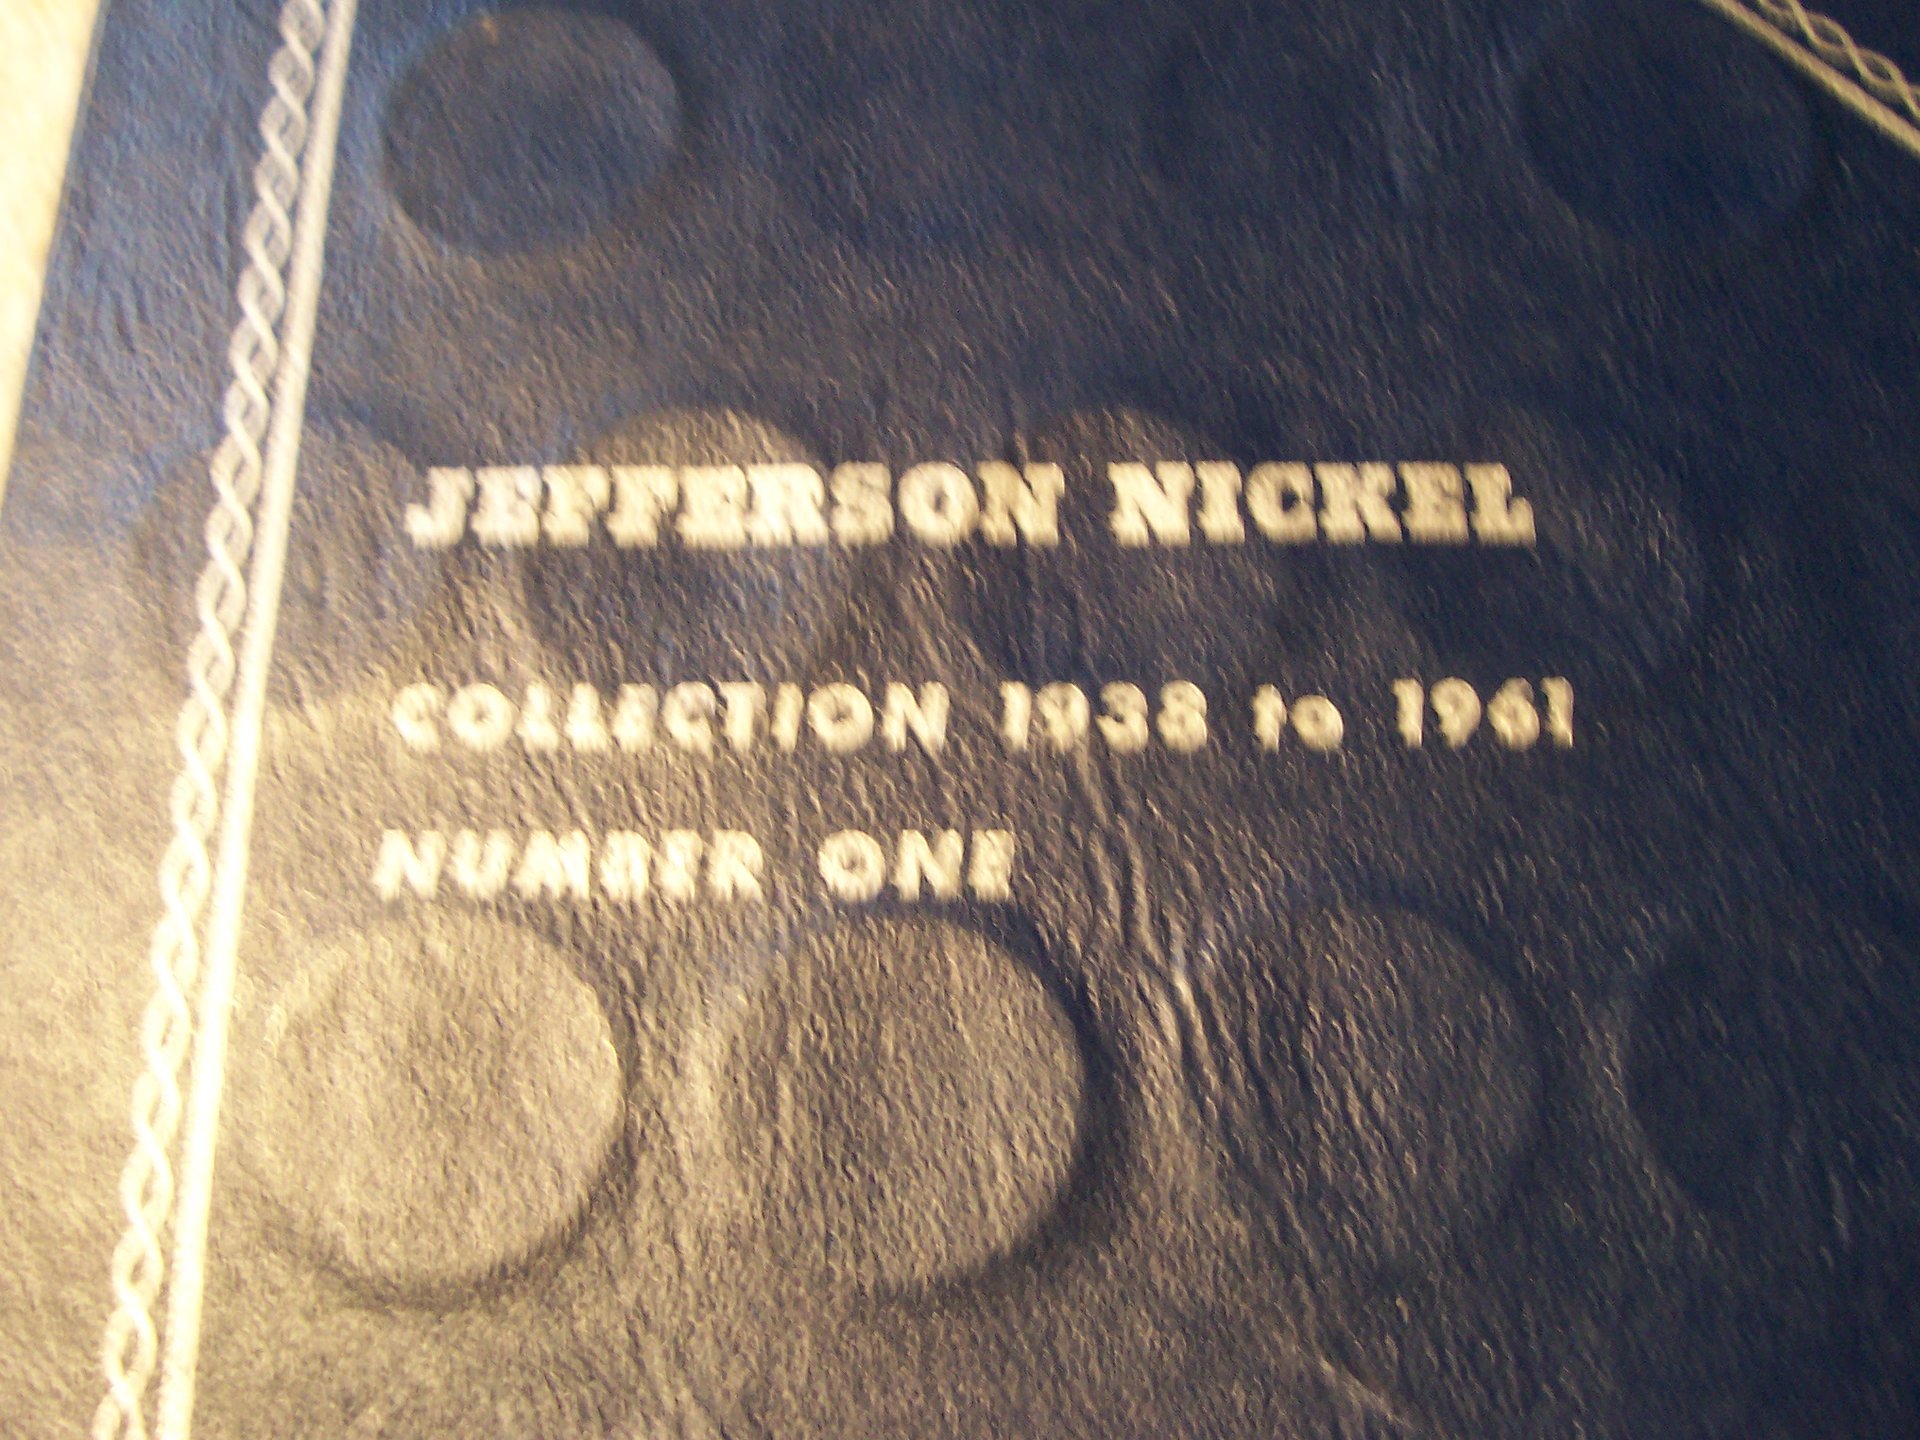 JEFFERSON NICKEL
COLLECTION 1938 to 1961
NUMBER ONE